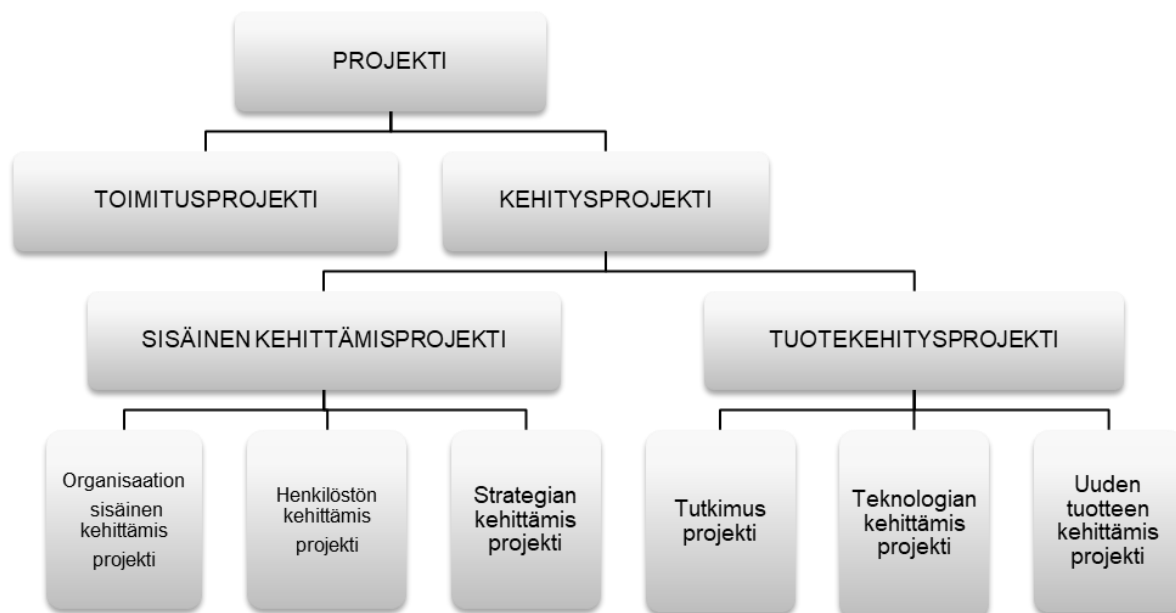 PROJEKTI
TOIMITUSPROJEKTI
KEHITYSPROJEKTI
SISÄINEN KEHITTÄMISPROJEKTI
TUOTEKEHITYSPROJEKTI
Organisaation
sisäinen
kehittämis
projekti
Henkilöstön
kehittämis
projekti
Strategian
kehittämis
projekti
Tutkimus
projekti
Teknologian
kehittämis
projekti
Uuden
tuotteen
kehittämis
projekti